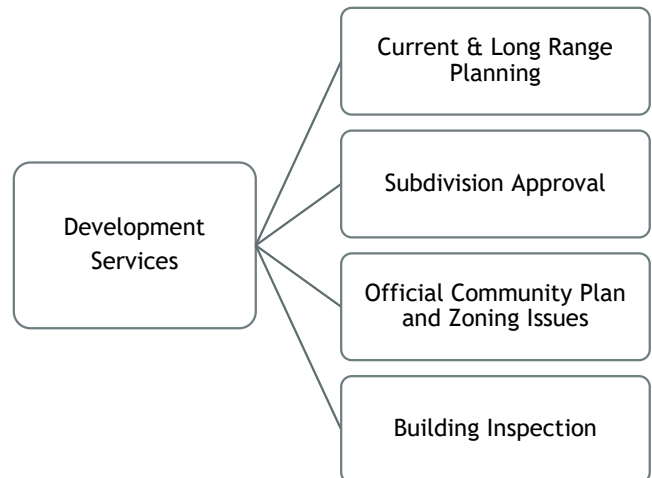 Development
Services
Current & Long Range
Planning
Subdivision Approval
Official Community Plan
and Zoning Issues
Building Inspection